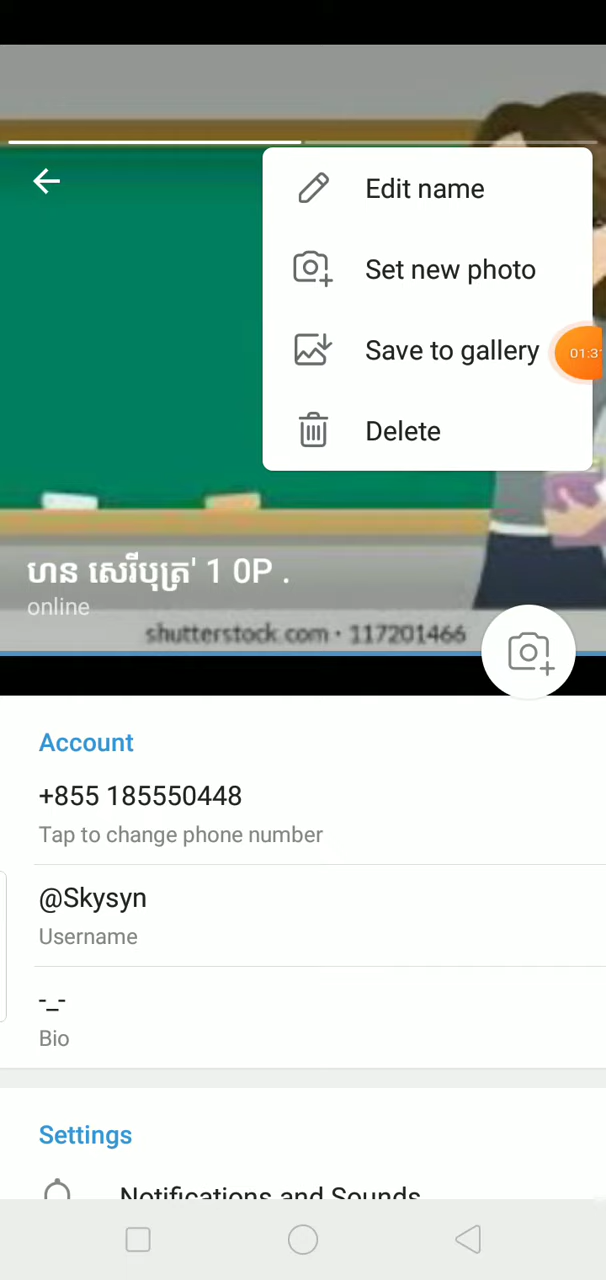 Edit name
Set new photo
Save to gallery
Delete
ហន សេរីបុត្រ' 1 0P .
online
shutterstock.com · 117201466
Account
+855 185550448
Tap to change phone number
@Skysyn
Username
-_-
Bio
Settings
Notifications and Sounds